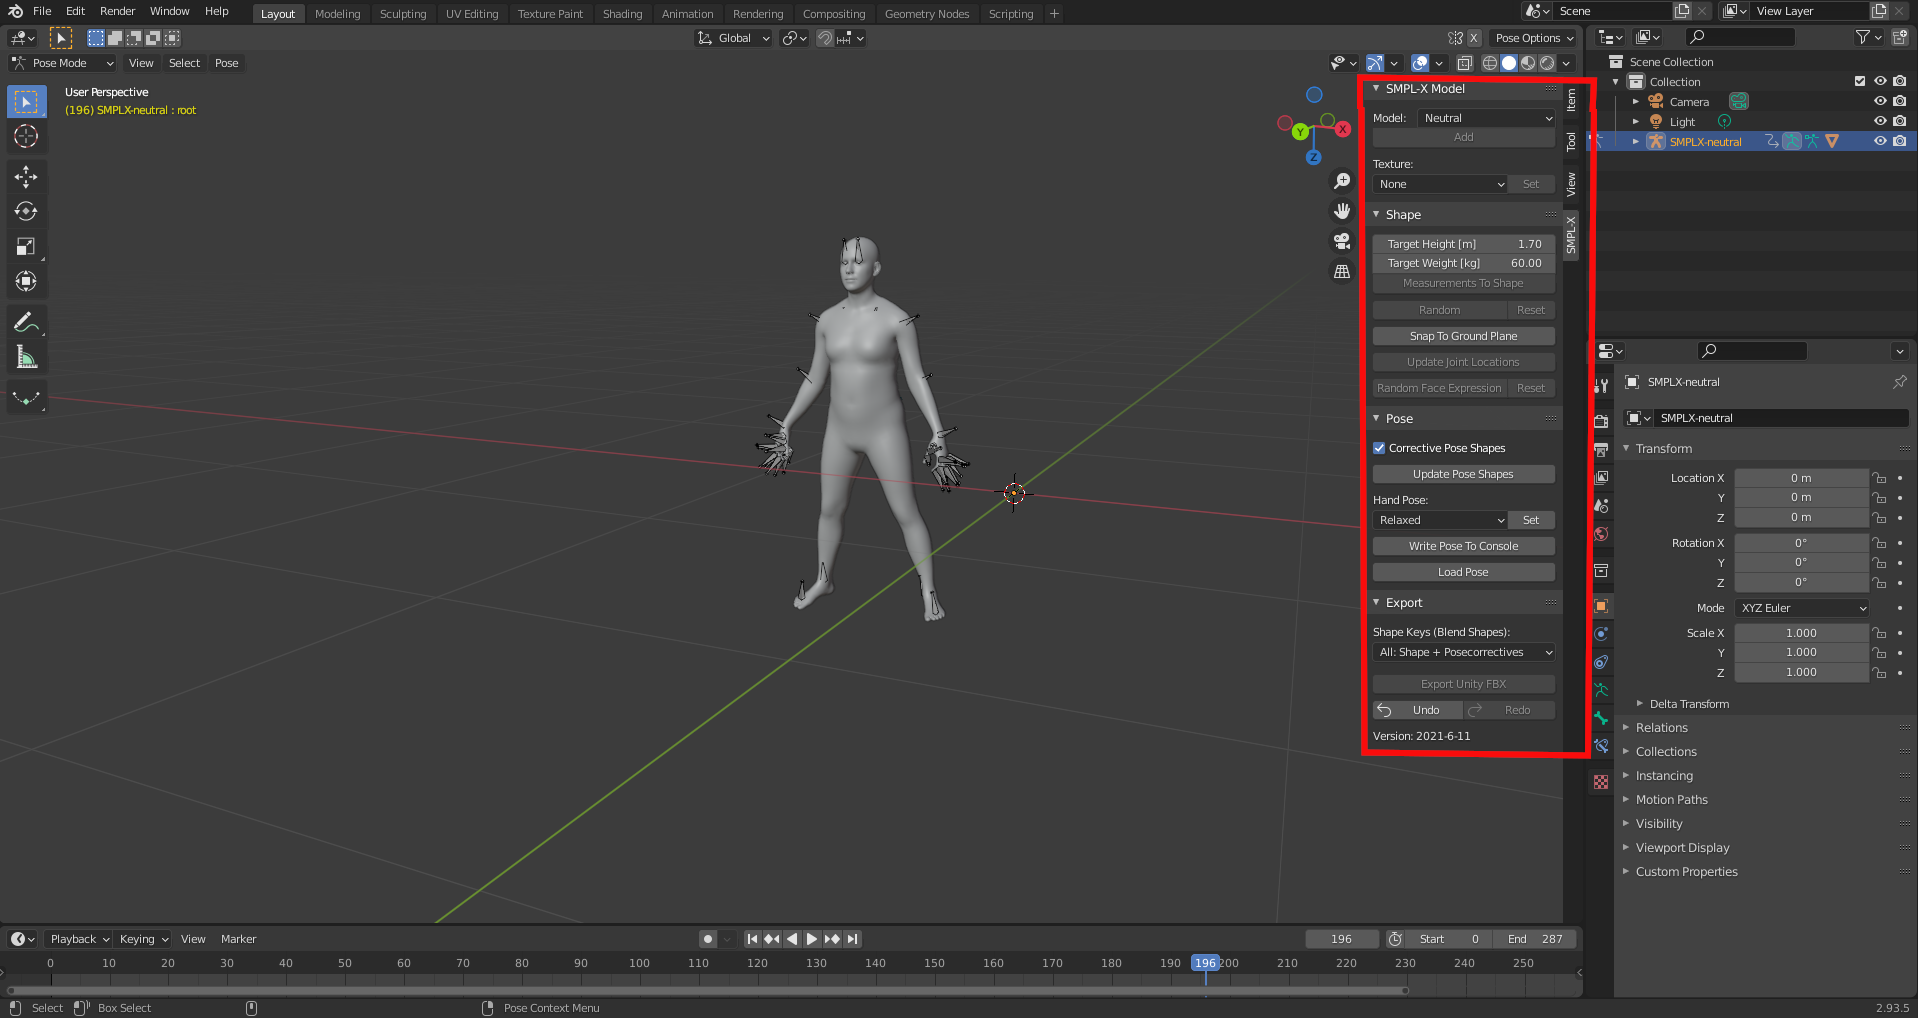 File Edit Render Window Help Layout Modeling Sculpting UV Editing Texture Paint Shading Animation Rendering Compositing Geometry Nodes Scripting + Scene View Layer
Global X Pose Options
Pose Mode View Select Pose
User Perspective
(196) SMPLX-neutral : root
X
Y
Z
SMPL-X Model
Model: Neutral
Add
Texture:
None Set
Shape
Target Height [m] 1.70
Target Weight [kg] 60.00
Measurements To Shape
Random Reset
Snap To Ground Plane
Update Joint Locations
Random Face Expression Reset
Pose
Corrective Pose Shapes
Update Pose Shapes
Hand Pose:
Relaxed Set
Write Pose To Console
Load Pose
Export
Shape Keys (Blend Shapes):
All: Shape + Posecorrectives
Export Unity FBX
Undo Redo
Version: 2021-6-11
Item
Tool
View
SMPL-X
Scene Collection
Collection
Camera
Light
SMPLX-neutral
SMPLX-neutral
SMPLX-neutral
Transform
Location X 0 m
Y 0 m
Z 0 m
Rotation X 0°
Y 0°
Z 0°
Mode XYZ Euler
Scale X 1.000
Y 1.000
Z 1.000
Delta Transform
Relations
Collections
Instancing
Motion Paths
Visibility
Viewport Display
Custom Properties
Playback Keying View Marker 196 Start 0 End 287
0 10 20 30 40 50 60 70 80 90 100 110 120 130 140 150 160 170 180 190 196 200 210 220 230 240 250
Select Box Select Pose Context Menu 2.93.5